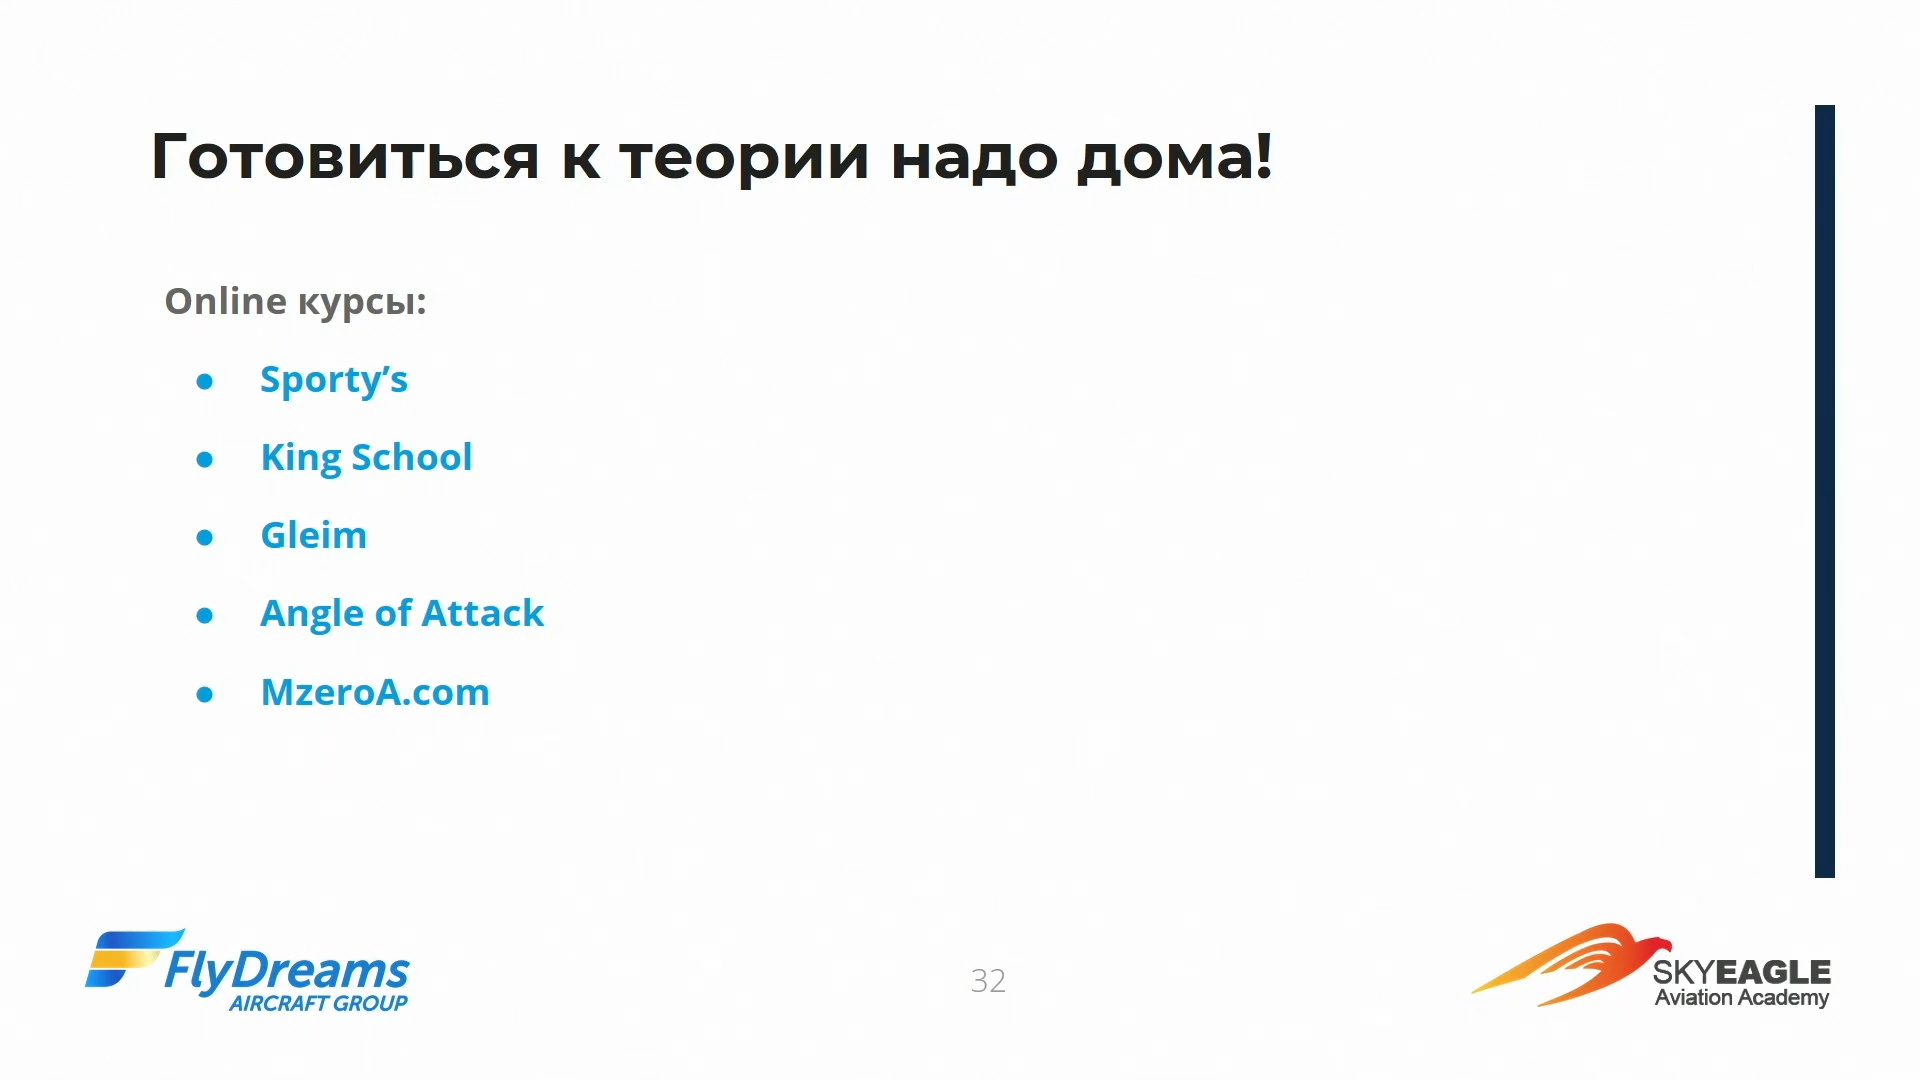 Готовиться к теории надо дома!
Online курсы:
● Sporty’s
● King School
● Gleim
● Angle of Attack
● MzeroA.com
FlyDreams
AIRCRAFT GROUP
32
SKYEAGLE
Aviation Academy